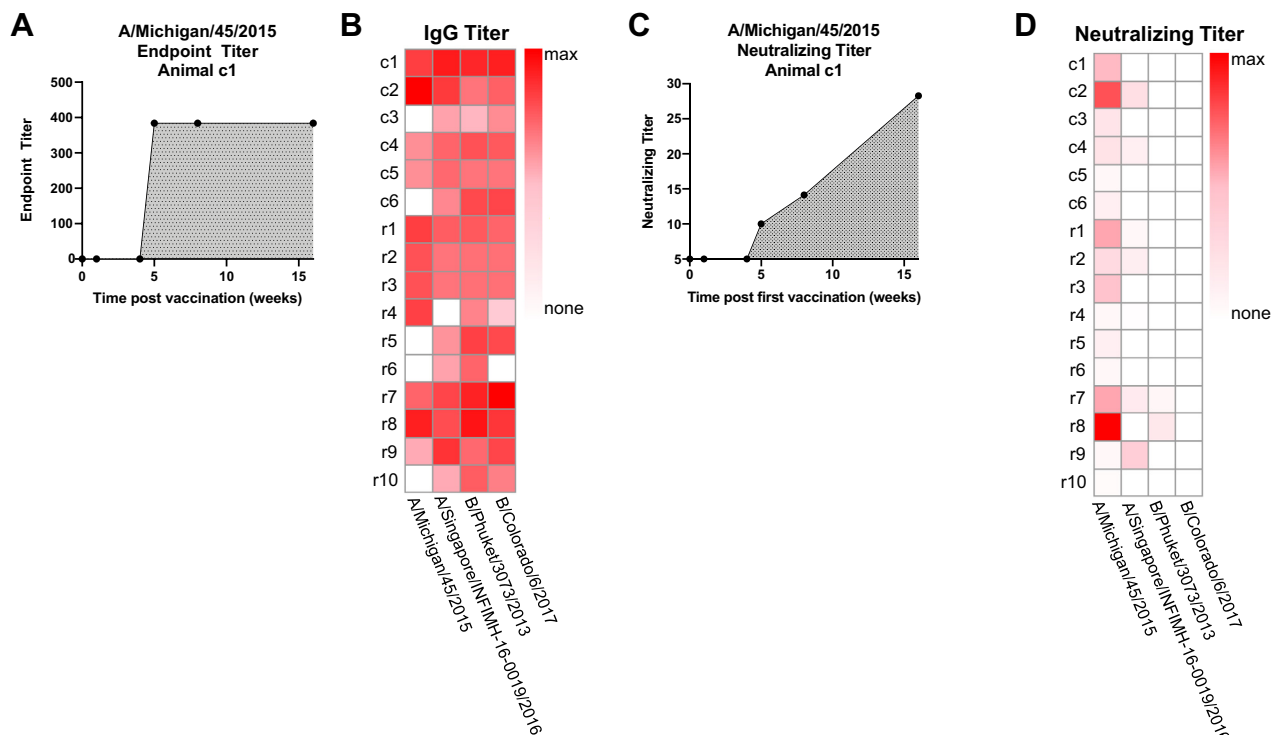 A
A/Michigan/45/2015
Endpoint Titer
Animal c1
500
400
300
200
100
0
Endpoint Titer
0
5
10
15
Time post vaccination (weeks)
B
IgG Titer
c1
c2
c3
c4
c5
c6
r1
r2
r3
r4
r5
r6
r7
r8
r9
r10
max
none
A/Michigan/45/2015
A/Singapore/INFIMH-16-0019/2016
B/Phuket/3073/2013
B/Colorado/6/2017
C
A/Michigan/45/2015
Neutralizing Titer
Animal c1
30
25
20
15
10
5
Neutralizing Titer
0
5
10
15
Time post first vaccination (weeks)
D
Neutralizing Titer
c1
c2
c3
c4
c5
c6
r1
r2
r3
r4
r5
r6
r7
r8
r9
r10
max
none
A/Michigan/45/2015
A/Singapore/INFIMH-16-0019/2016
B/Phuket/3073/2013
B/Colorado/6/2017